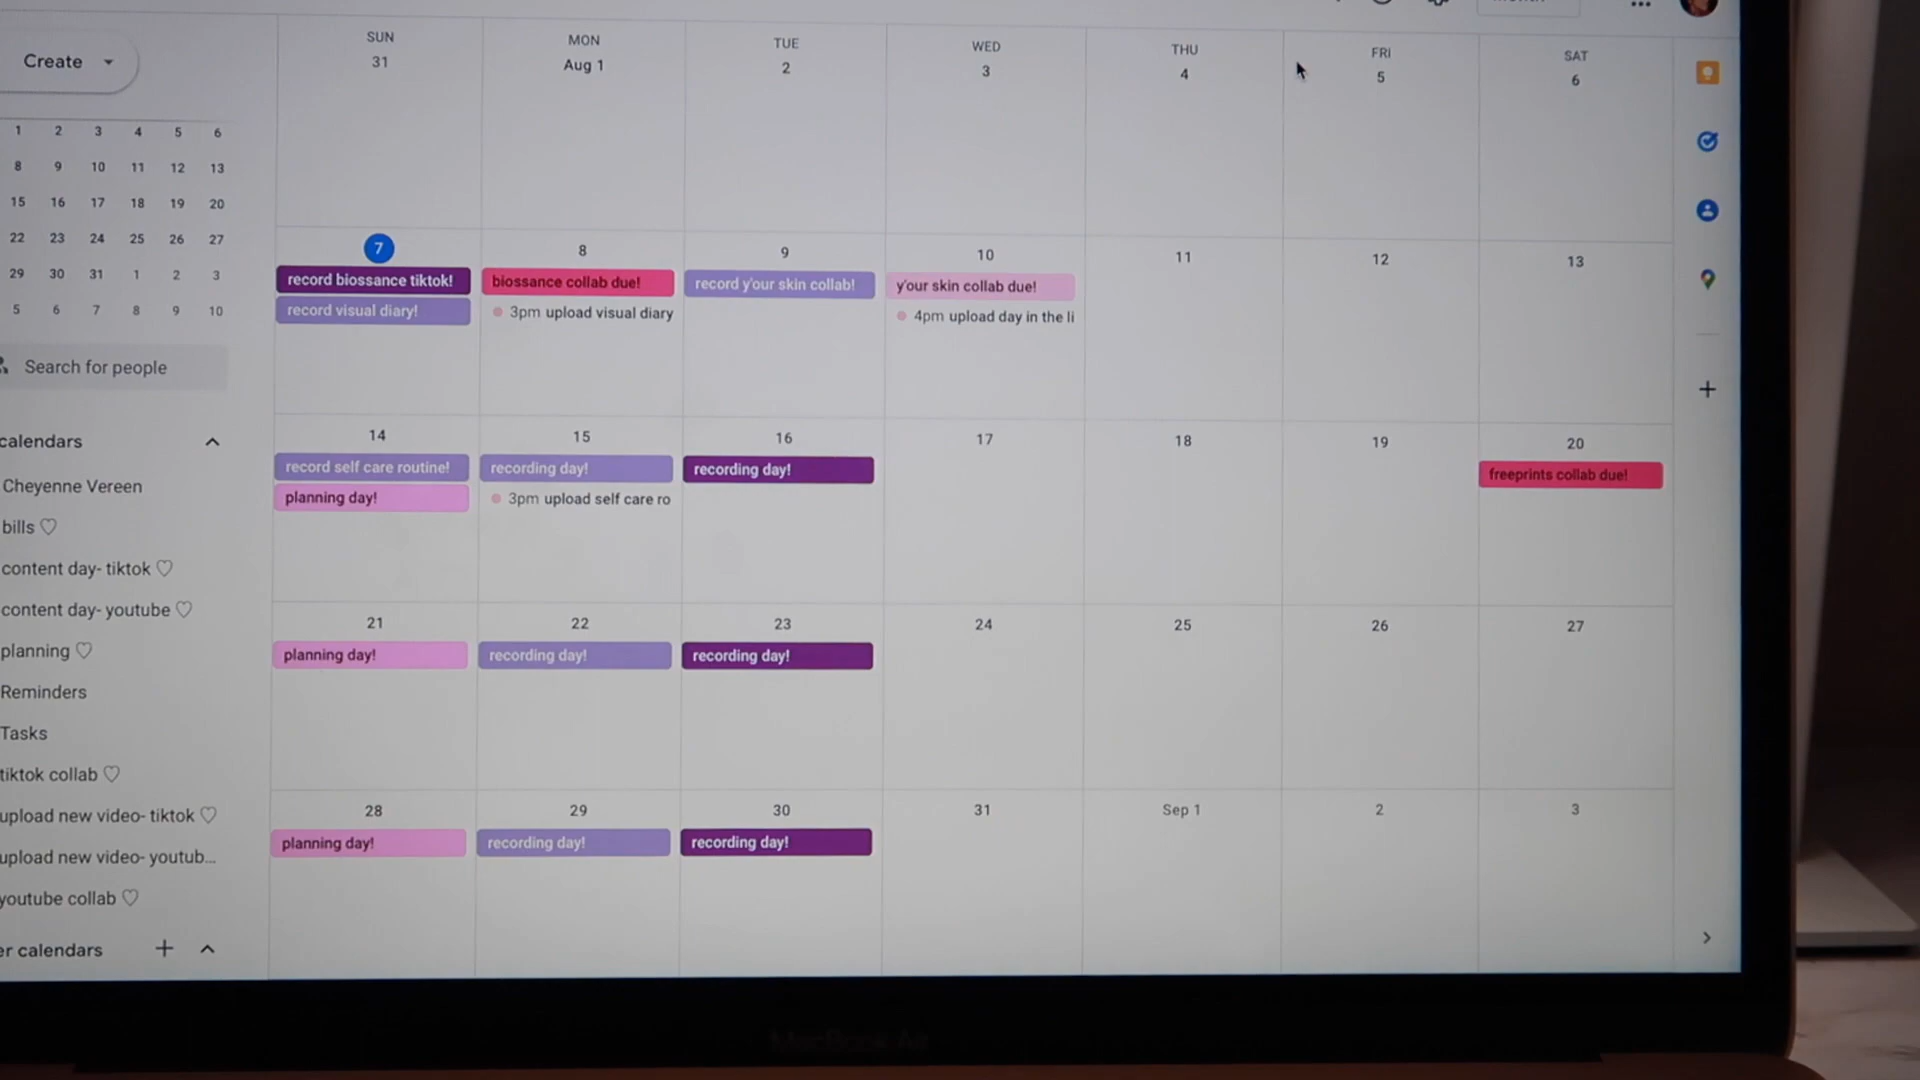 Create
SUN MON TUE WED THU FRI SAT
31 Aug 1 2 3 4 5 6
1 2 3 4 5 6
8 9 10 11 12 13
15 16 17 18 19 20
22 23 24 25 26 27
29 30 31 1 2 3
5 6 7 8 9 10
Search for people
calendars
Cheyenne Vereen
bills ♡
content day- tiktok ♡
content day- youtube ♡
planning ♡
Reminders
Tasks
tiktok collab ♡
upload new video- tiktok ♡
upload new video- youtub...
youtube collab ♡
er calendars
7 8 9 10 11 12 13
record biossance tiktok! biossance collab due! record y'our skin collab! y'our skin collab due!
record visual diary! 3pm upload visual diary 4pm upload day in the li
14 15 16 17 18 19 20
record self care routine! recording day! recording day! freeprints collab due!
planning day! 3pm upload self care ro
21 22 23 24 25 26 27
planning day! recording day! recording day!
28 29 30 31 Sep 1 2 3
planning day! recording day! recording day!
MacBook Air